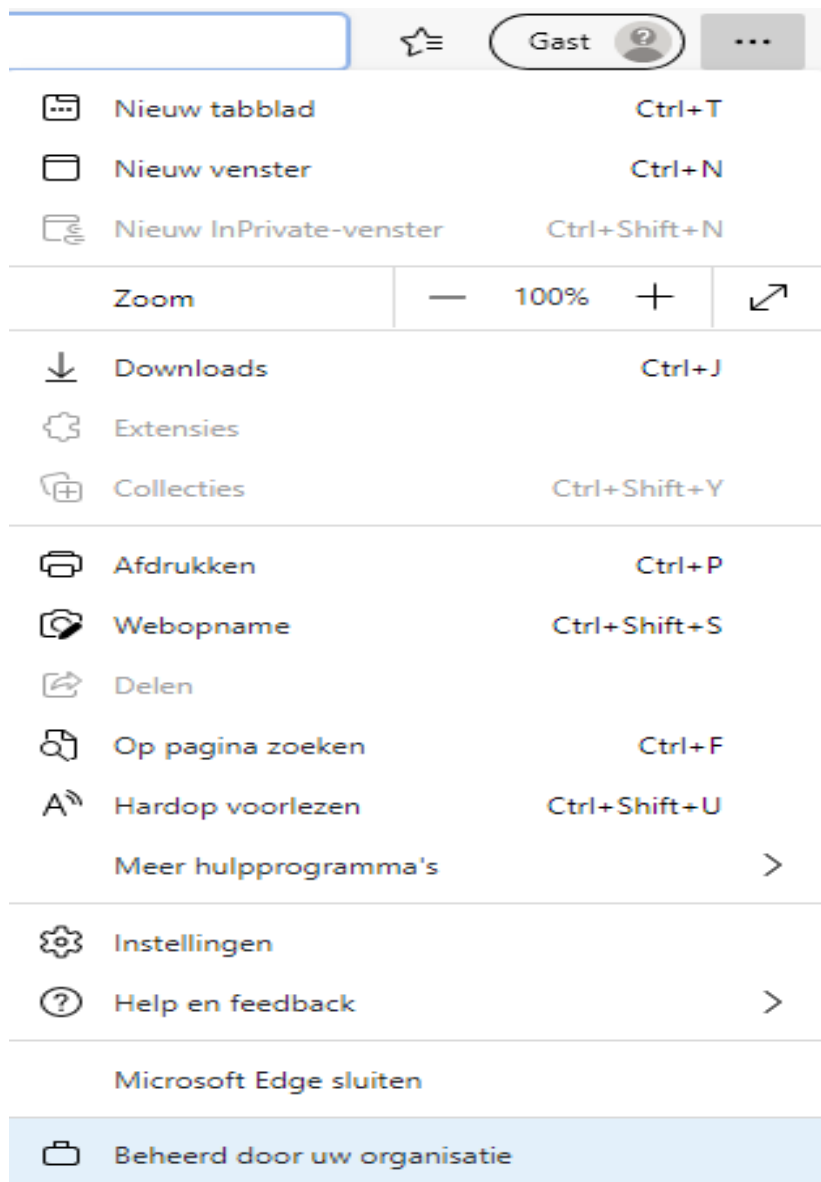 Gast
Nieuw tabblad Ctrl+T
Nieuw venster Ctrl+N
Nieuw InPrivate-venster Ctrl+Shift+N
Zoom 100%
Downloads Ctrl+J
Extensies
Collecties Ctrl+Shift+Y
Afdrukken Ctrl+P
Webopname Ctrl+Shift+S
Delen
Op pagina zoeken Ctrl+F
Hardop voorlezen Ctrl+Shift+U
Meer hulpprogramma's
Instellingen
Help en feedback
Microsoft Edge sluiten
Beheerd door uw organisatie